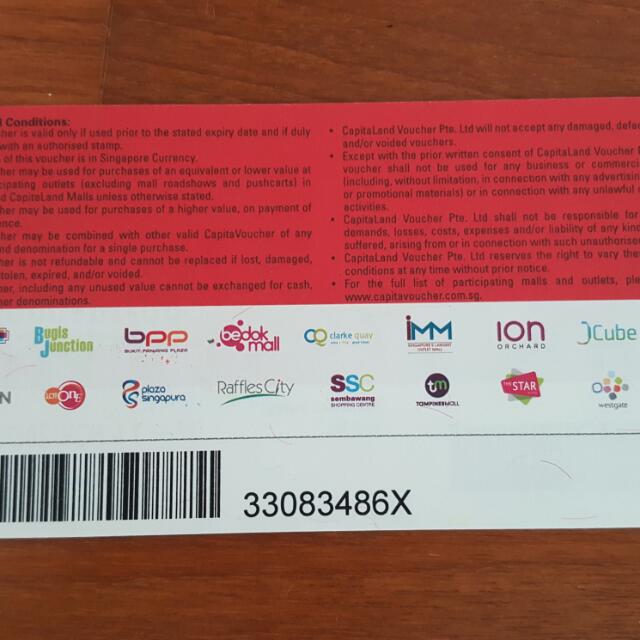 Conditions:
her is valid only if used prior to the stated expiry date and if duly
with an authorised stamp.
of this voucher is in Singapore Currency.
her may be used for purchases of an equivalent or lower value at
cipating outlets (excluding mall roadshows and pushcarts) in
d CapitaLand Malls unless otherwise stated.
her may be used for purchases of a higher value, on payment of
ence.
her may be combined with other valid CapitaVoucher of any
nd denomination for a single purchase.
her is not refundable and cannot be replaced if lost, damaged,
tolen, expired, and/or voided.
her, including any unused value cannot be exchanged for cash,
her denominations.
• CapitaLand Voucher Pte. Ltd will not accept any damaged, defa
and/or voided vouchers.
• Except with the prior written consent of CapitaLand Voucher
voucher shall not be used for any business or commerc
(including, without limitation, in connection with any advertisin
or promotional materials) or in connection with any unlawful
activities.
• CapitaLand Voucher Pte. Ltd shall not be responsible for
demands, losses, costs, expenses and/or liability of any kind
suffered, arising from or in connection with such unauthorise
• CapitaLand Voucher Pte. Ltd reserves the right to vary the
conditions at any time without prior notice.
• For the full list of participating malls and outlets, ple
www.capitavoucher.com.sg.
Bugis Junction
bpp BUKIT PANJANG PLAZA
bedok mall
CQ clarke quay
IMM SINGAPORE'S LARGEST OUTLET MALL
ION ORCHARD
JCube
N
LOT ONE
plaza singapura
Raffles City
SSC sembawang SHOPPING CENTRE
tm TAMPINES MALL
THE STAR
westgate
33083486X